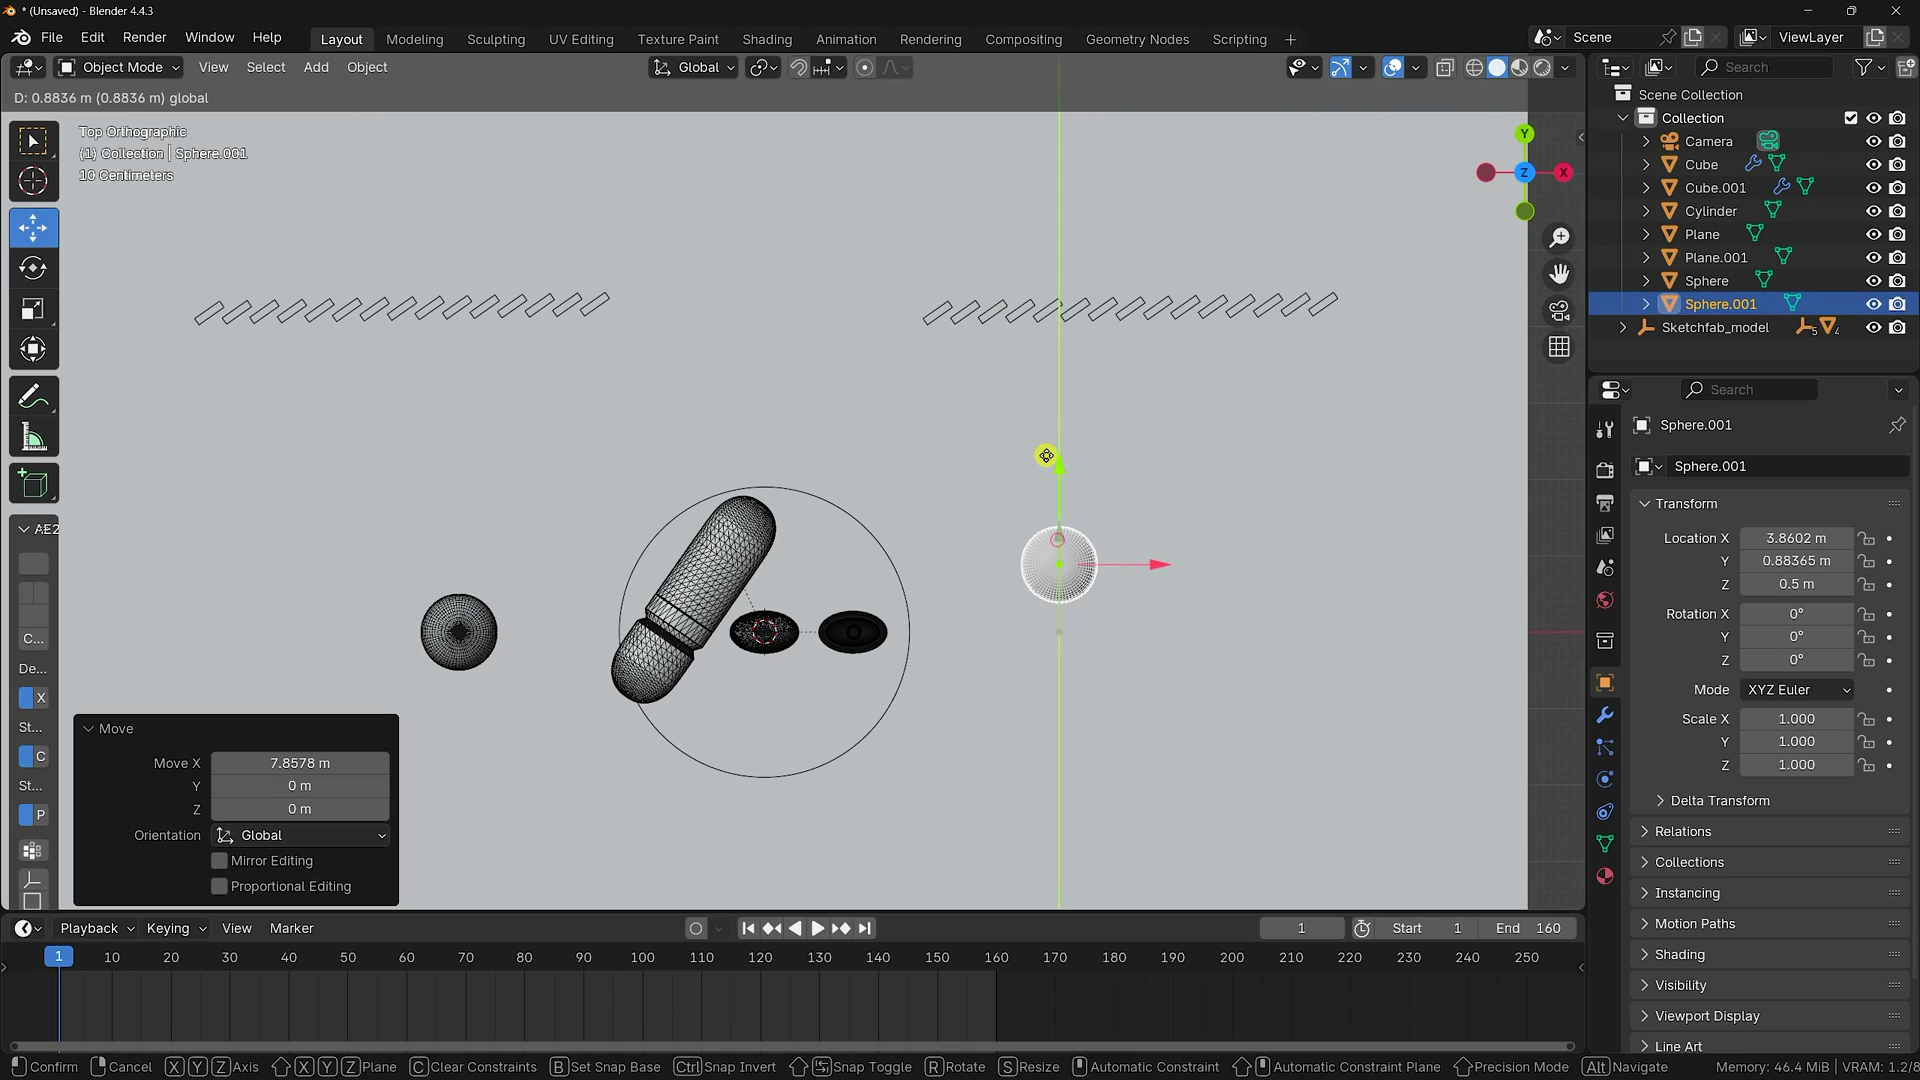 * (Unsaved) - Blender 4.4.3
File Edit Render Window Help
Layout Modeling Sculpting UV Editing Texture Paint Shading Animation Rendering Compositing Geometry Nodes Scripting +
Scene
ViewLayer
Object Mode View Select Add Object
Global
Search
D: 0.8836 m (0.8836 m) global
Top Orthographic
(1) Collection | Sphere.001
10 Centimeters
Y
Z
X
Scene Collection
Collection
Camera
Cube
Cube.001
Cylinder
Plane
Plane.001
Sphere
Sphere.001
Sketchfab_model 5 4
Search
Sphere.001
Sphere.001
Transform
Location X 3.8602 m
Y 0.88365 m
Z 0.5 m
Rotation X 0°
Y 0°
Z 0°
Mode XYZ Euler
Scale X 1.000
Y 1.000
Z 1.000
Delta Transform
Relations
Collections
Instancing
Motion Paths
Shading
Visibility
Viewport Display
Line Art
AE2
C...
De...
X
St...
C
St...
P
Move
Move X 7.8578 m
Y 0 m
Z 0 m
Orientation Global
Mirror Editing
Proportional Editing
Playback Keying View Marker
1 Start 1 End 160
1 10 20 30 40 50 60 70 80 90 100 110 120 130 140 150 160 170 180 190 200 210 220 230 240 250
Confirm Cancel X Y Z Axis X Y Z Plane C Clear Constraints B Set Snap Base Ctrl Snap Invert Snap Toggle R Rotate S Resize Automatic Constraint Automatic Constraint Plane Precision Mode Alt Navigate Memory: 46.4 MiB | VRAM: 1.2/8